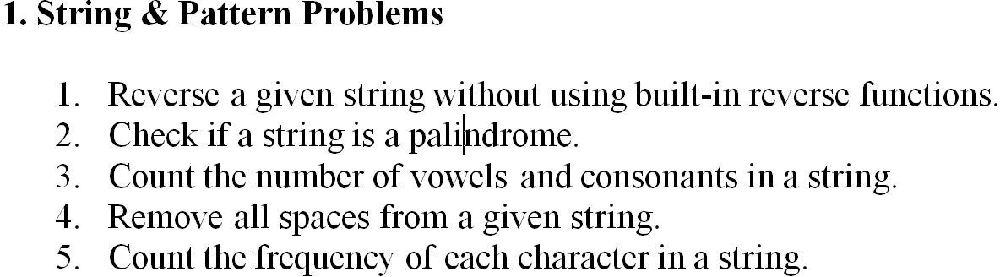 1. String & Pattern Problems
1. Reverse a given string without using built-in reverse functions.
2. Check if a string is a palindrome.
3. Count the number of vowels and consonants in a string.
4. Remove all spaces from a given string.
5. Count the frequency of each character in a string.